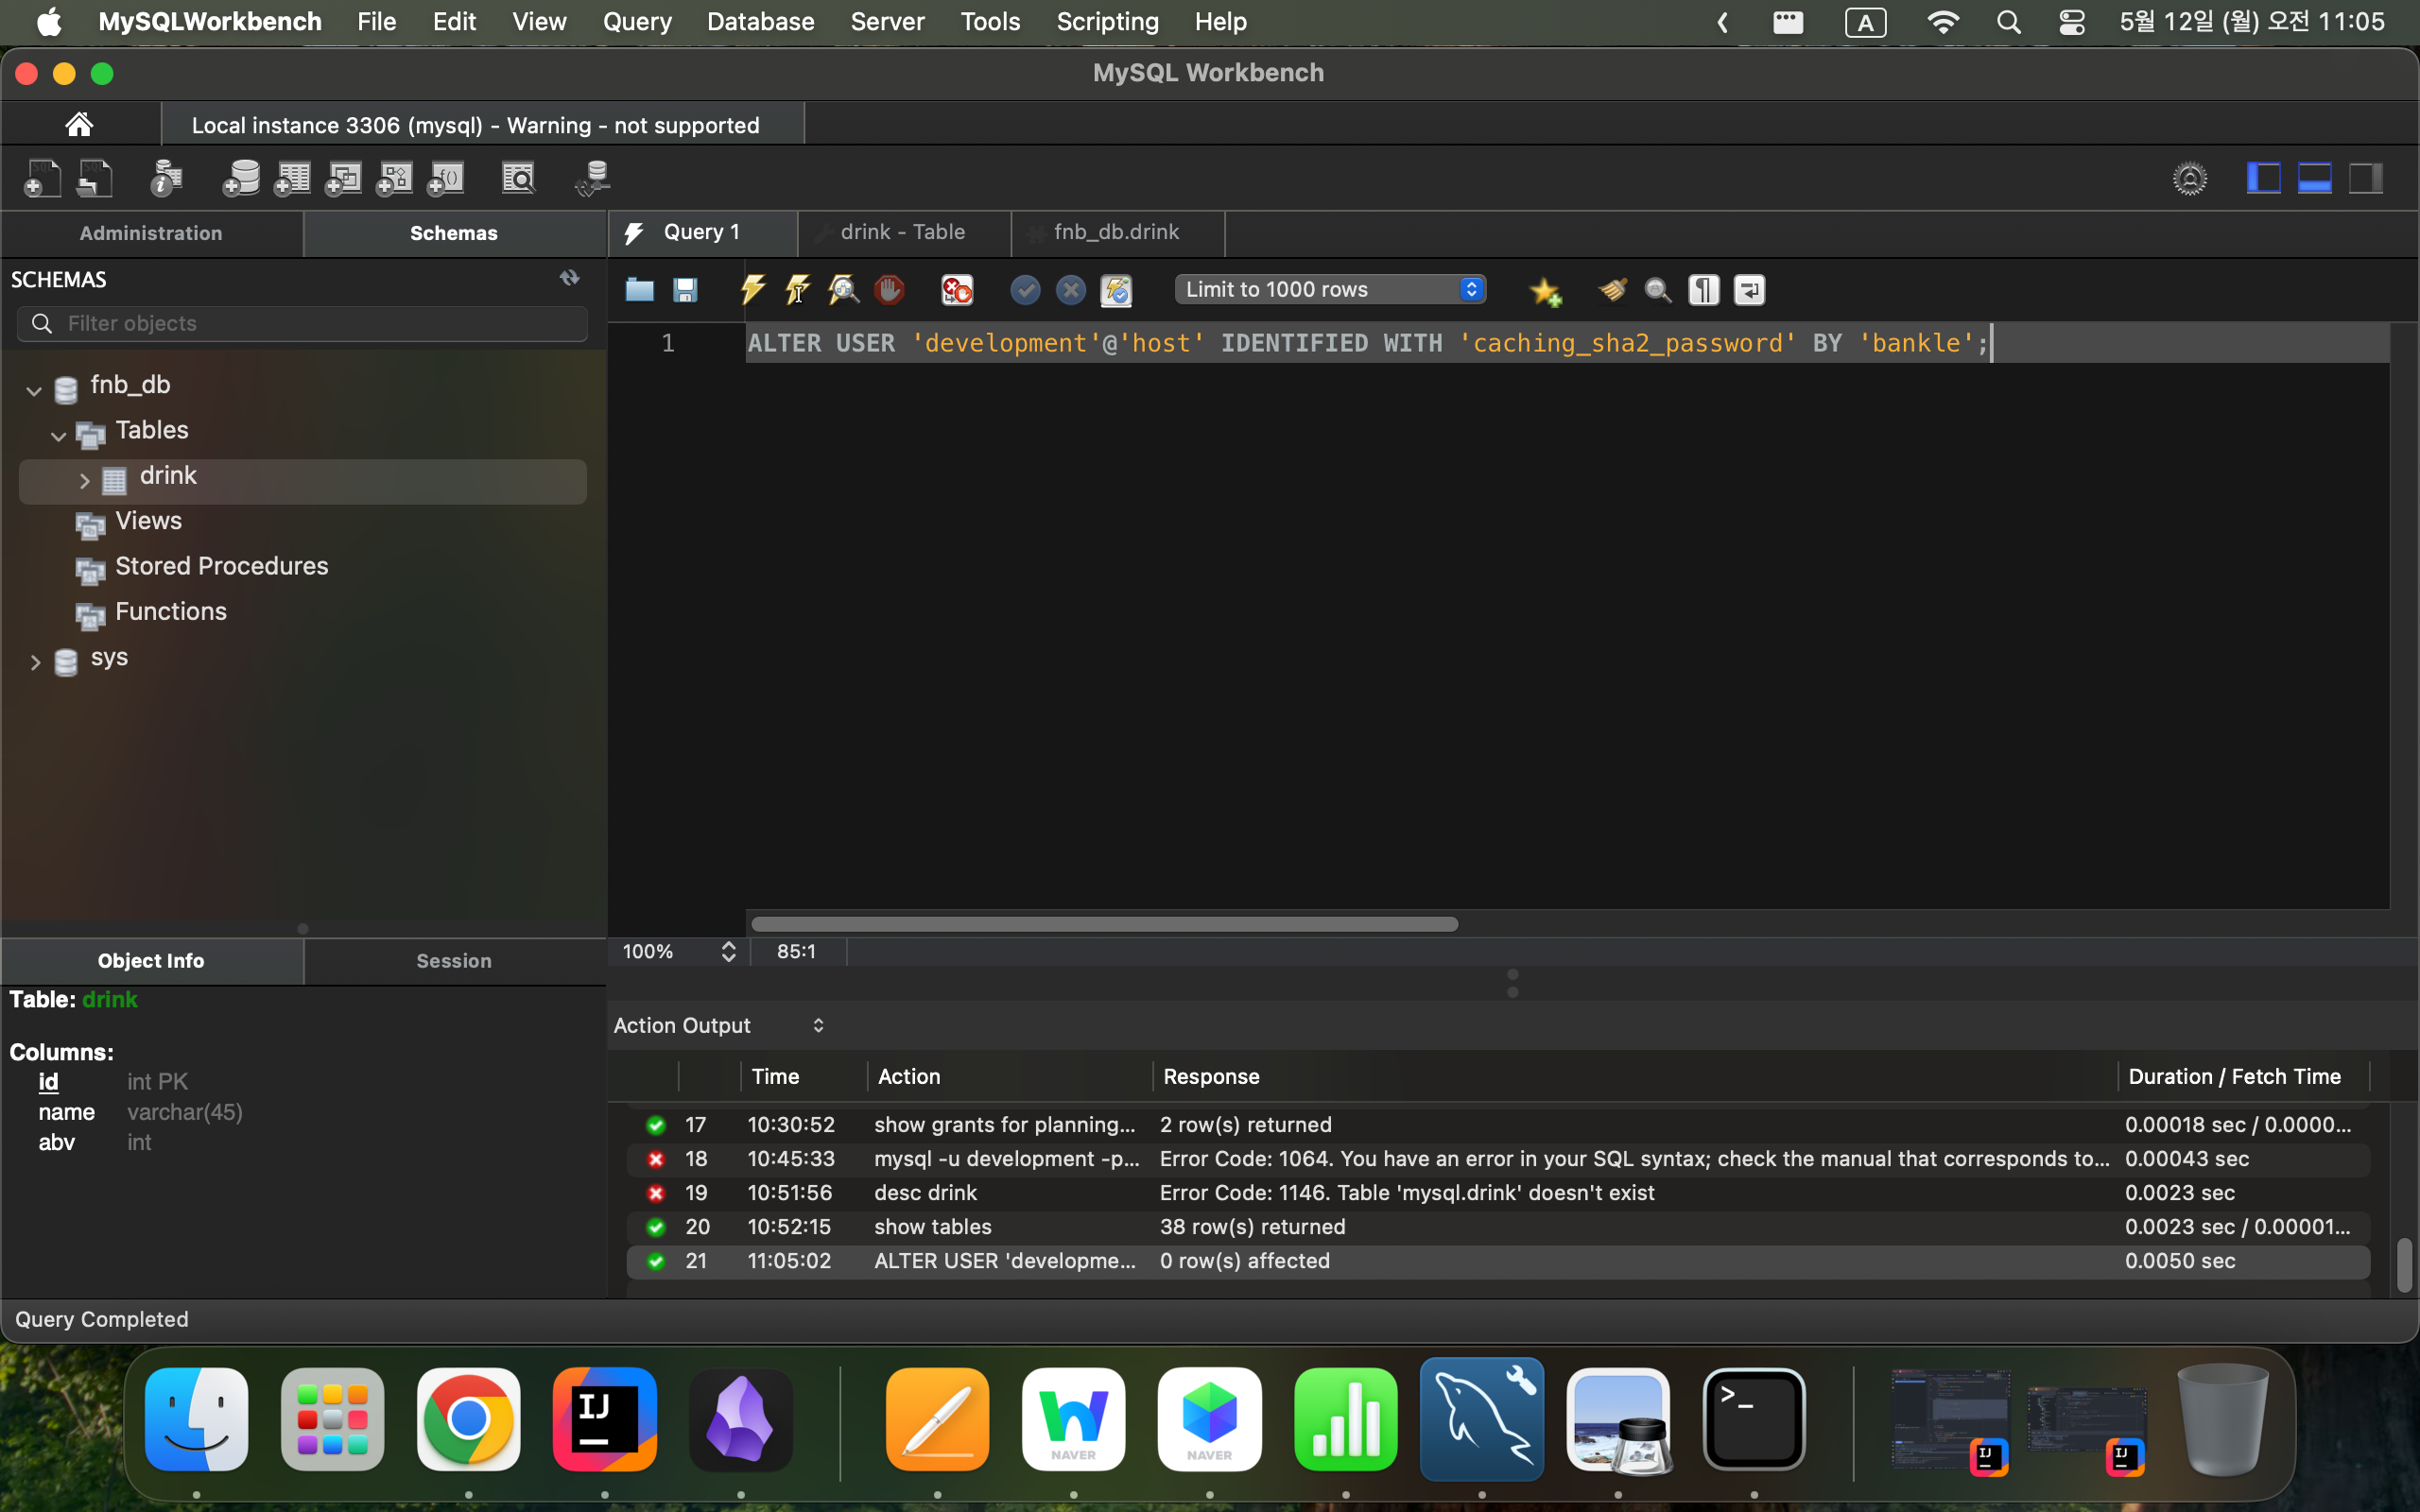 MySQLWorkbench File Edit View Query Database Server Tools Scripting Help A 5월 12일 (월) 오전 11:05
MySQL Workbench
Local instance 3306 (mysql) - Warning - not supported
Administration Schemas Query 1 drink - Table fnb_db.drink
SCHEMAS
Limit to 1000 rows
Filter objects
1 ALTER USER 'development'@'host' IDENTIFIED WITH 'caching_sha2_password' BY 'bankle';
fnb_db
Tables
drink
Views
Stored Procedures
Functions
sys
100% 85:1
Object Info Session
Table: drink
Columns:
id int PK
name varchar(45)
abv int
Action Output
Time Action Response Duration / Fetch Time
17 10:30:52 show grants for planning... 2 row(s) returned 0.00018 sec / 0.0000...
18 10:45:33 mysql -u development -p... Error Code: 1064. You have an error in your SQL syntax; check the manual that corresponds to... 0.00043 sec
19 10:51:56 desc drink Error Code: 1146. Table 'mysql.drink' doesn't exist 0.0023 sec
20 10:52:15 show tables 38 row(s) returned 0.0023 sec / 0.00001...
21 11:05:02 ALTER USER 'developme... 0 row(s) affected 0.0050 sec
Query Completed
IJ
NAVER
NAVER
>_
IJ
IJ